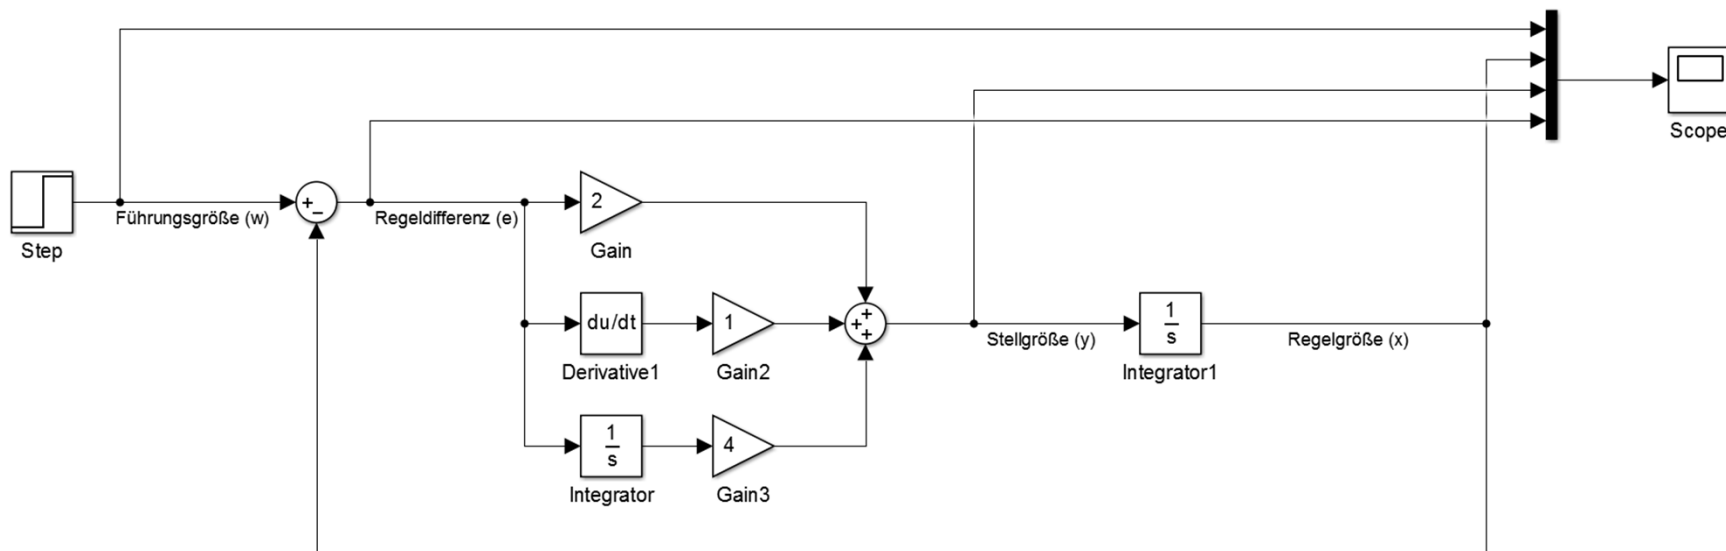 Scope
Führungsgröße (w)
+
−
Regeldifferenz (e)
2
Step
Gain
du/dt
1
+
+
+
Stellgröße (y)
1
s
Regelgröße (x)
Derivative1
Gain2
Integrator1
1
s
4
Integrator
Gain3